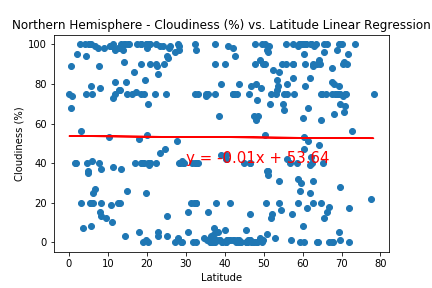 Northern Hemisphere - Cloudiness (%) vs. Latitude Linear Regression
100
80
60
40
20
0
Cloudiness (%)
y = -0.01x + 53.64
0 10 20 30 40 50 60 70 80
Latitude